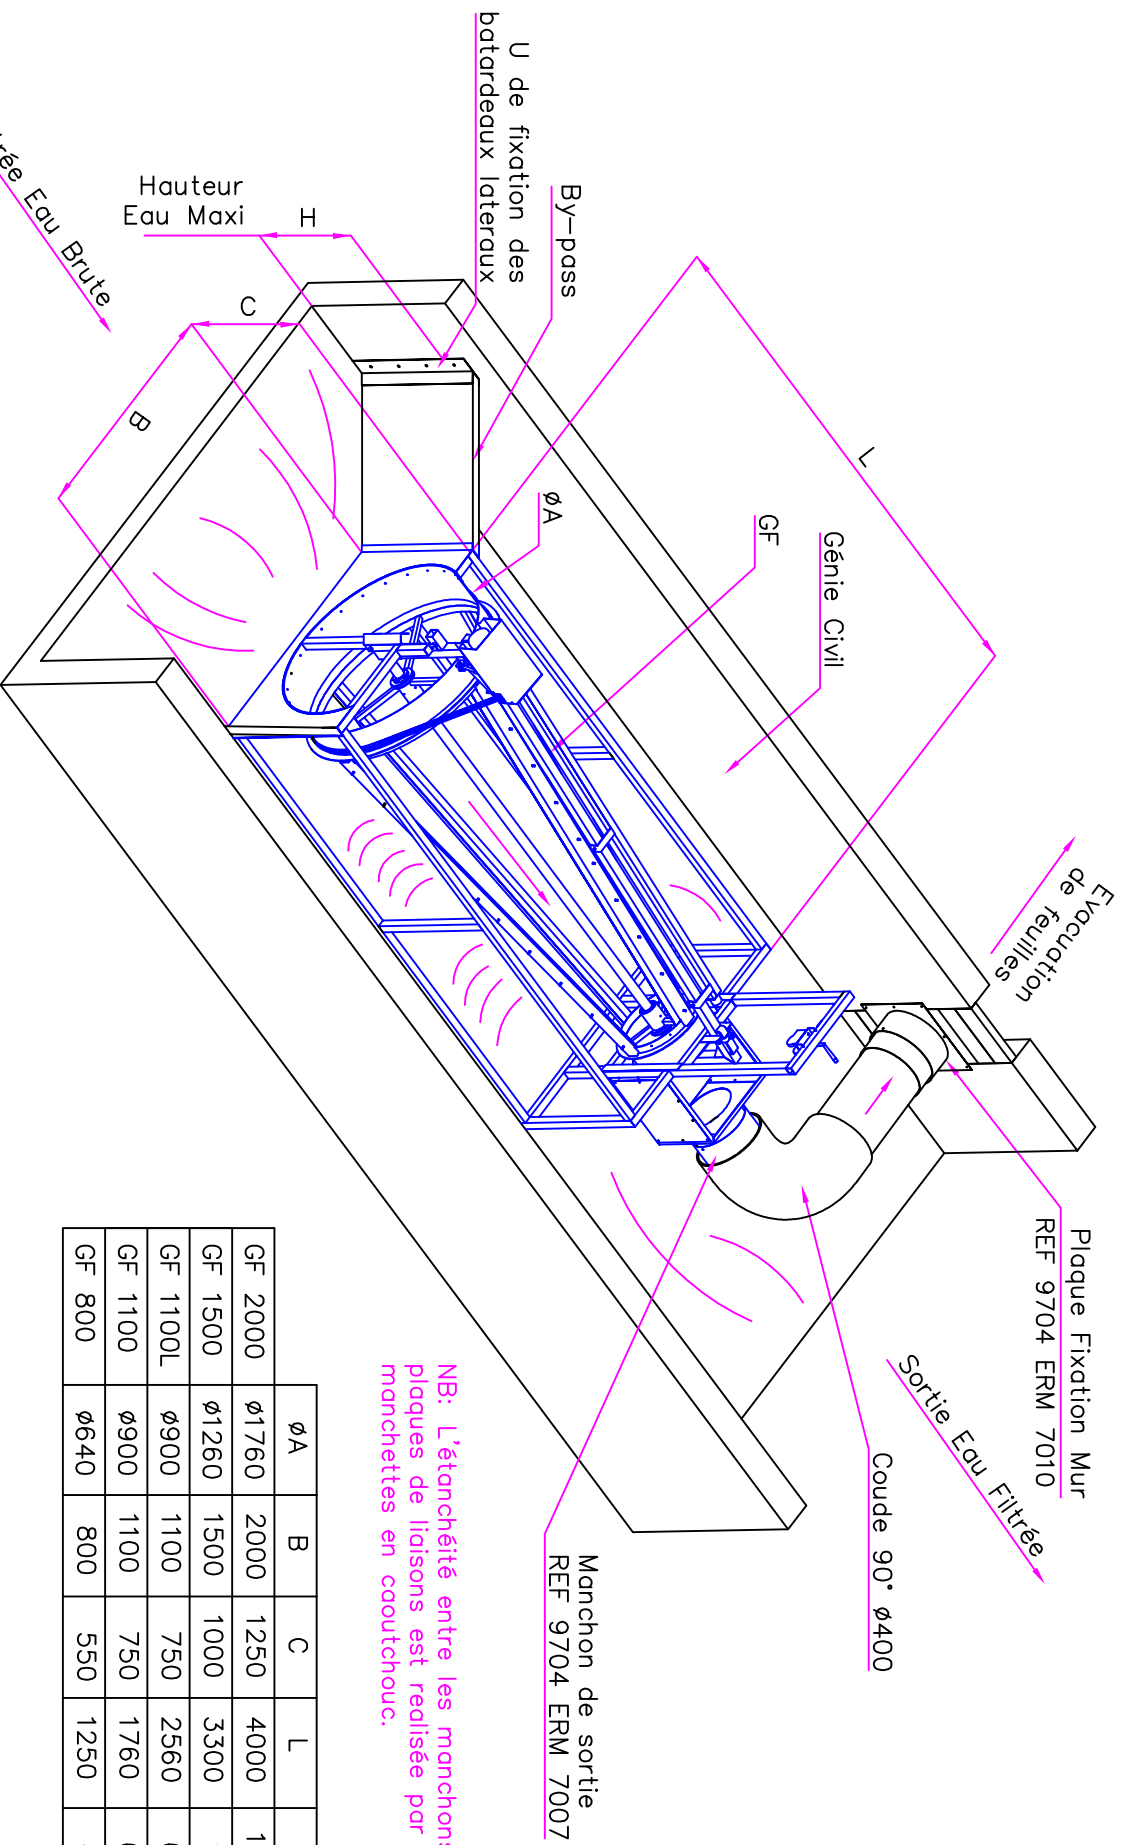 U de fixation des
batardeaux lateraux
By-pass
Hauteur
Eau Maxi
H
C
B
L
Eau Brute
øA
GF
Génie Civil
Evacuation
de feuilles
Plaque Fixation Mur
REF 9704 ERM 7010
Sortie Eau Filtrée
Coude 90° ø400
Manchon de sortie
REF 9704 ERM 7007
NB: L'étanchéité entre les manchons
plaques de liaisons est realisée par
manchettes en caoutchouc.
øA B C L
GF 2000 ø1760 2000 1250 4000
GF 1500 ø1260 1500 1000 3300
GF 1100L ø900 1100 750 2560
GF 1100 ø900 1100 750 1760
GF 800 ø640 800 550 1250